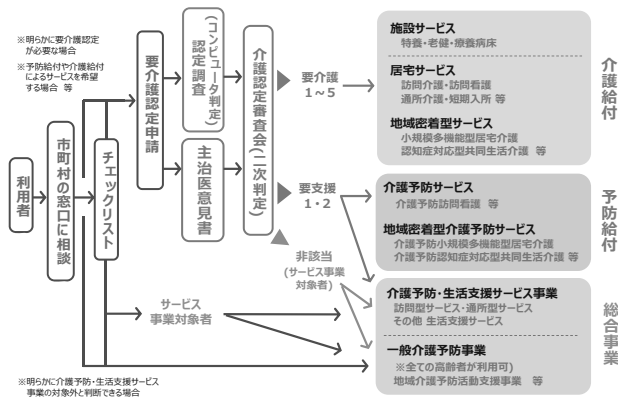 ※明らかに要介護認定
が必要な場合
※予防給付や介護給付
によるサービスを希望
する場合 等
利用者
市町村の窓口に相談
チェックリスト
要介護認定申請
認定調査
(コンピュータ判定)
主治医意見書
介護認定審査会(二次判定)
要介護
1~5
要支援
1・2
非該当
(サービス事業
対象者)
サービス
事業対象者
※明らかに介護予防・生活支援サービス
事業の対象外と判断できる場合
施設サービス
特養・老健・療養病床
居宅サービス
訪問介護・訪問看護
通所介護・短期入所 等
地域密着型サービス
小規模多機能型居宅介護
認知症対応型共同生活介護 等
介護給付
介護予防サービス
介護予防訪問看護 等
地域密着型介護予防サービス
介護予防小規模多機能型居宅介護
介護予防認知症対応型共同生活介護 等
予防給付
介護予防・生活支援サービス事業
訪問型サービス・通所型サービス
その他 生活支援サービス
一般介護予防事業
※全ての高齢者が利用可)
地域介護予防活動支援事業 等
総合事業